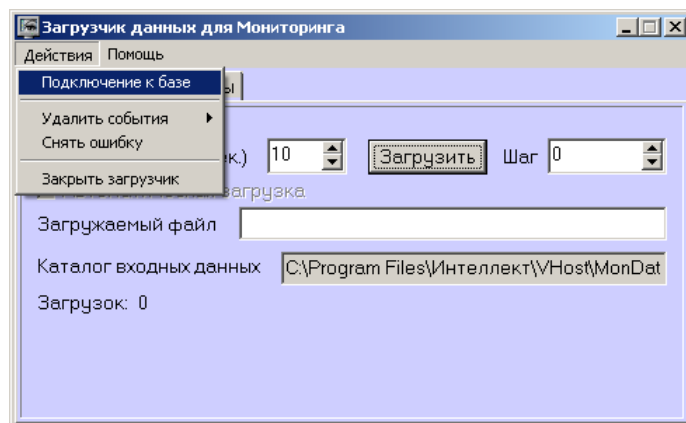 Загрузчик данных для Мониторинга
Действия Помощь
Подключение к базе
Удалить события
Снять ошибку
Закрыть загрузчик
10 Загрузить Шаг 0
загрузка
Загружаемый файл
Каталог входных данных C:\Program Files\Интеллект\VHost\MonDat
Загрузок: 0